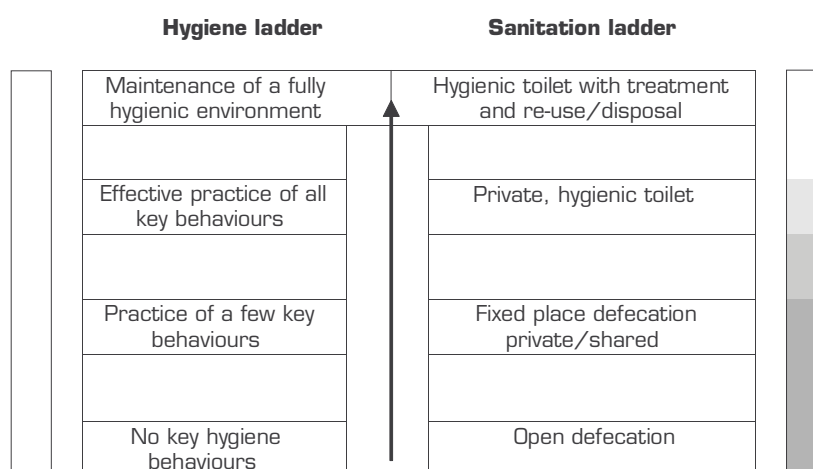 Hygiene ladder
Sanitation ladder
Maintenance of a fully
hygienic environment
Hygienic toilet with treatment
and re-use/disposal
Effective practice of all
key behaviours
Private, hygienic toilet
Practice of a few key
behaviours
Fixed place defecation
private/shared
No key hygiene
behaviours
Open defecation